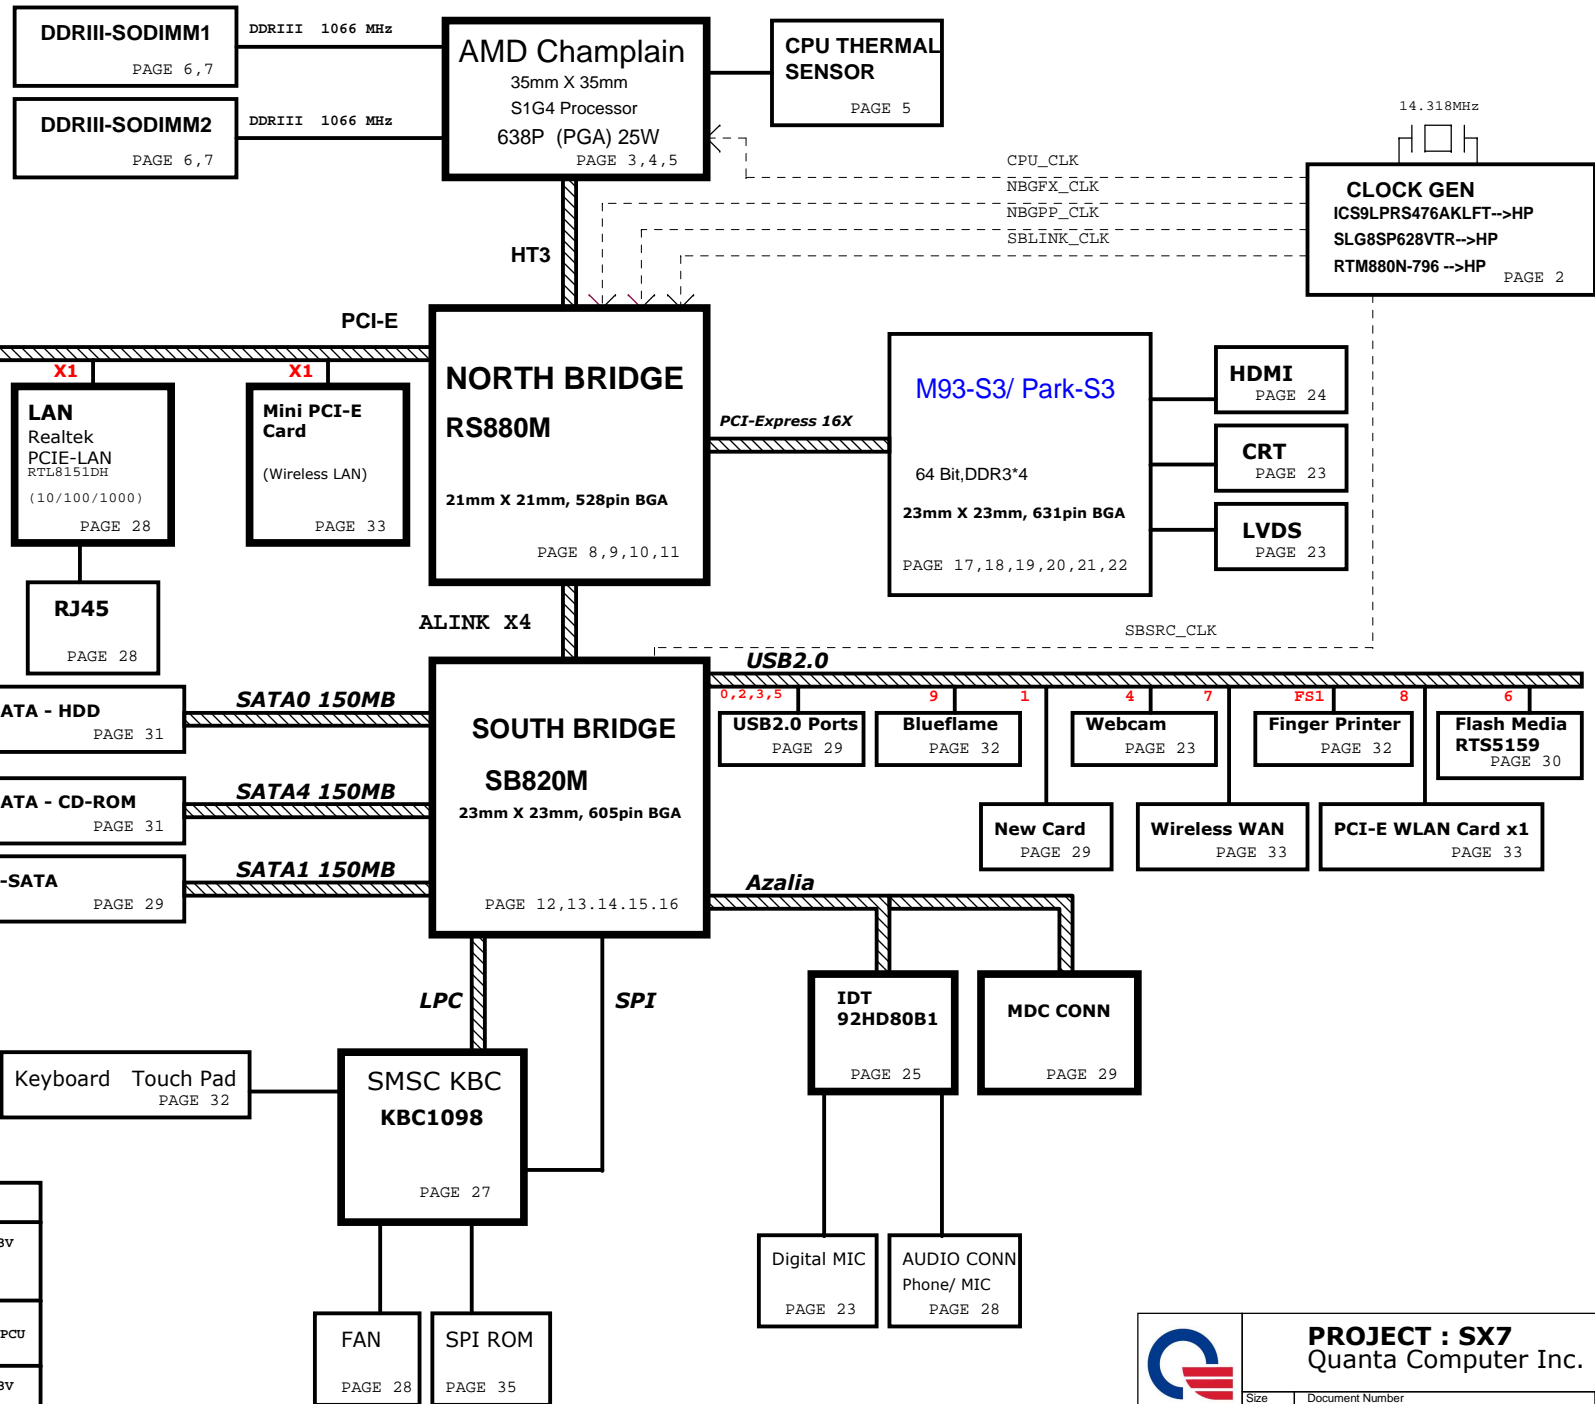 DDRIII-SODIMM1
PAGE 6,7
DDRIII 1066 MHz
DDRIII-SODIMM2
PAGE 6,7
DDRIII 1066 MHz
AMD Champlain
35mm X 35mm
S1G4 Processor
638P (PGA) 25W
PAGE 3,4,5
CPU THERMAL
SENSOR
PAGE 5
14.318MHz
CLOCK GEN
ICS9LPRS476AKLFT-->HP
SLG8SP628VTR-->HP
RTM880N-796 -->HP
PAGE 2
CPU_CLK
NBGFX_CLK
NBGPP_CLK
SBLINK_CLK
HT3
PCI-E
X1
X1
LAN
Realtek
PCIE-LAN
RTL8151DH
(10/100/1000)
PAGE 28
Mini PCI-E
Card
(Wireless LAN)
PAGE 33
NORTH BRIDGE
RS880M
21mm X 21mm, 528pin BGA
PAGE 8,9,10,11
PCI-Express 16X
M93-S3/ Park-S3
64 Bit,DDR3*4
23mm X 23mm, 631pin BGA
PAGE 17,18,19,20,21,22
HDMI
PAGE 24
CRT
PAGE 23
LVDS
PAGE 23
RJ45
PAGE 28
ALINK X4
SBSRC_CLK
USB2.0
ATA - HDD
PAGE 31
SATA0 150MB
ATA - CD-ROM
PAGE 31
SATA4 150MB
-SATA
PAGE 29
SATA1 150MB
SOUTH BRIDGE
SB820M
23mm X 23mm, 605pin BGA
PAGE 12,13.14.15.16
0,2,3,5
9
1
4
7
FS1
8
6
USB2.0 Ports
PAGE 29
Blueflame
PAGE 32
Webcam
PAGE 23
Finger Printer
PAGE 32
Flash Media
RTS5159
PAGE 30
New Card
PAGE 29
Wireless WAN
PAGE 33
PCI-E WLAN Card x1
PAGE 33
Azalia
LPC
SPI
IDT
92HD80B1
PAGE 25
MDC CONN
PAGE 29
Keyboard Touch Pad
PAGE 32
SMSC KBC
KBC1098
PAGE 27
Digital MIC
PAGE 23
AUDIO CONN
Phone/ MIC
PAGE 28
FAN
PAGE 28
SPI ROM
PAGE 35
3V
PCU
3V
PROJECT : SX7
Quanta Computer Inc.
Size
Document Number